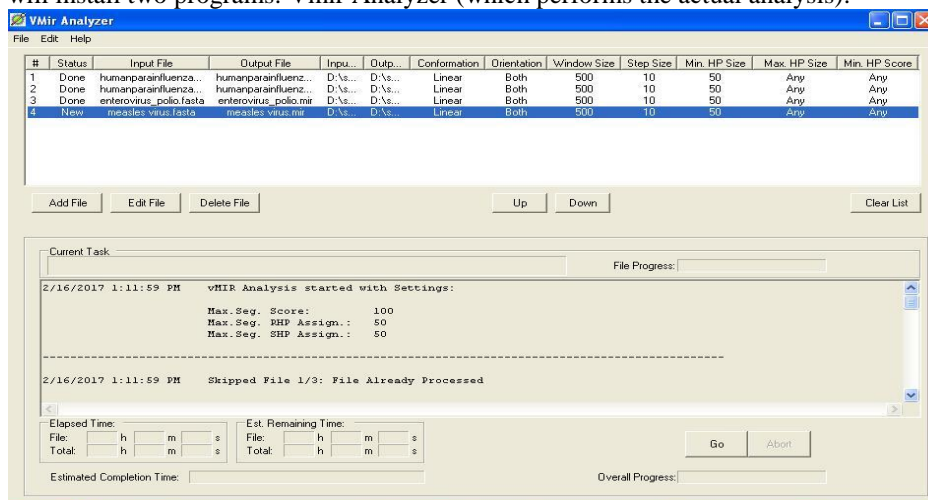 will install two programs: VMir Analyzer (which performs the actual analysis).
VMir Analyzer
File Edit Help
# Status Input File Output File Inpu... Outp... Conformation Orientation Window Size Step Size Min. HP Size Max. HP Size Min. HP Score
1 Done humanparainfluenza... humanparainfluenz... D:\s... D:\s... Linear Both 500 10 50 Any Any
2 Done humanparainfluenza... humanparainfluenz... D:\s... D:\s... Linear Both 500 10 50 Any Any
3 Done enterovirus_polio.fasta enterovirus_polio.mir D:\s... D:\s... Linear Both 500 10 50 Any Any
4 New measles virus.fasta measles virus.mir D:\s... D:\s... Linear Both 500 10 50 Any Any
Add File Edit File Delete File Up Down Clear List
Current Task
File Progress:
2/16/2017 1:11:59 PM vMIR Analysis started with Settings:
Max.Seg. Score: 100
Max.Seg. RHP Assign.: 50
Max.Seg. SHP Assign.: 50
2/16/2017 1:11:59 PM Skipped File 1/3: File Already Processed
Elapsed Time: Est. Remaining Time:
File: h m s File: h m s
Total: h m s Total: h m s
Go Abort
Estimated Completion Time: Overall Progress: